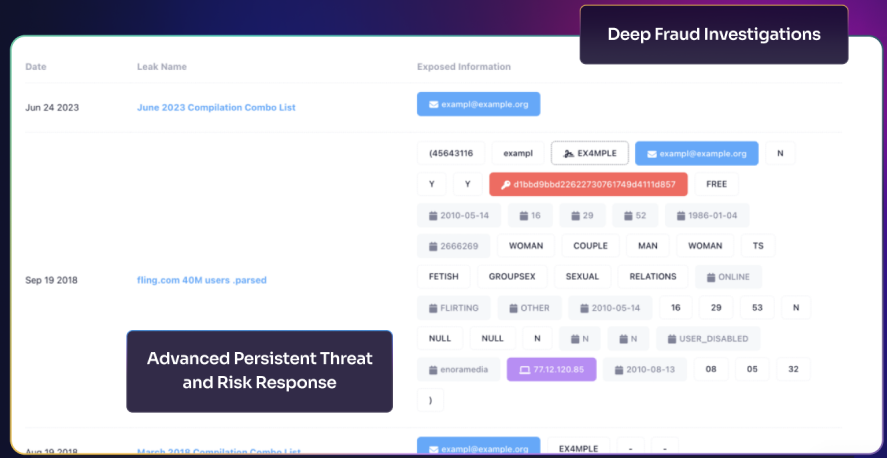 Deep Fraud Investigations
Date Leak Name Exposed Information
Jun 24 2023 June 2023 Compilation Combo List exampl@example.org
(45643116 exampl EX4MPLE exampl@example.org N
Y Y d1bbd9bbd22622730761749d4111d857 FREE
2010-05-14 16 29 52 1986-01-04
2666269 WOMAN COUPLE MAN WOMAN TS
FETISH GROUPSEX SEXUAL RELATIONS ONLINE
Sep 19 2018 fling.com 40M users .parsed
FLIRTING OTHER 2010-05-14 16 29 53 N
NULL NULL N N N USER_DISABLED
enoramedia 77.12.120.85 2010-08-13 08 05 32
)
Advanced Persistent Threat
and Risk Response
Aug 19 2018 March 2018 Compilation Combo List exampl@example.org EX4MPLE - -